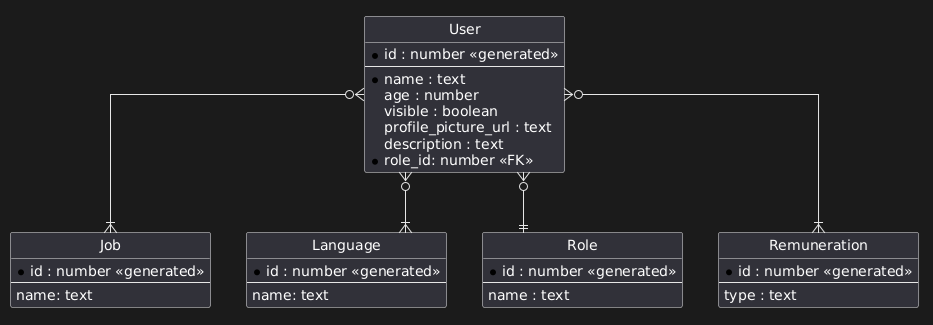 User
id : number «generated»
name : text
age : number
visible : boolean
profile_picture_url : text
description : text
role_id: number «FK»
Job
id : number «generated»
name: text
Language
id : number «generated»
name: text
Role
id : number «generated»
name : text
Remuneration
id : number «generated»
type : text